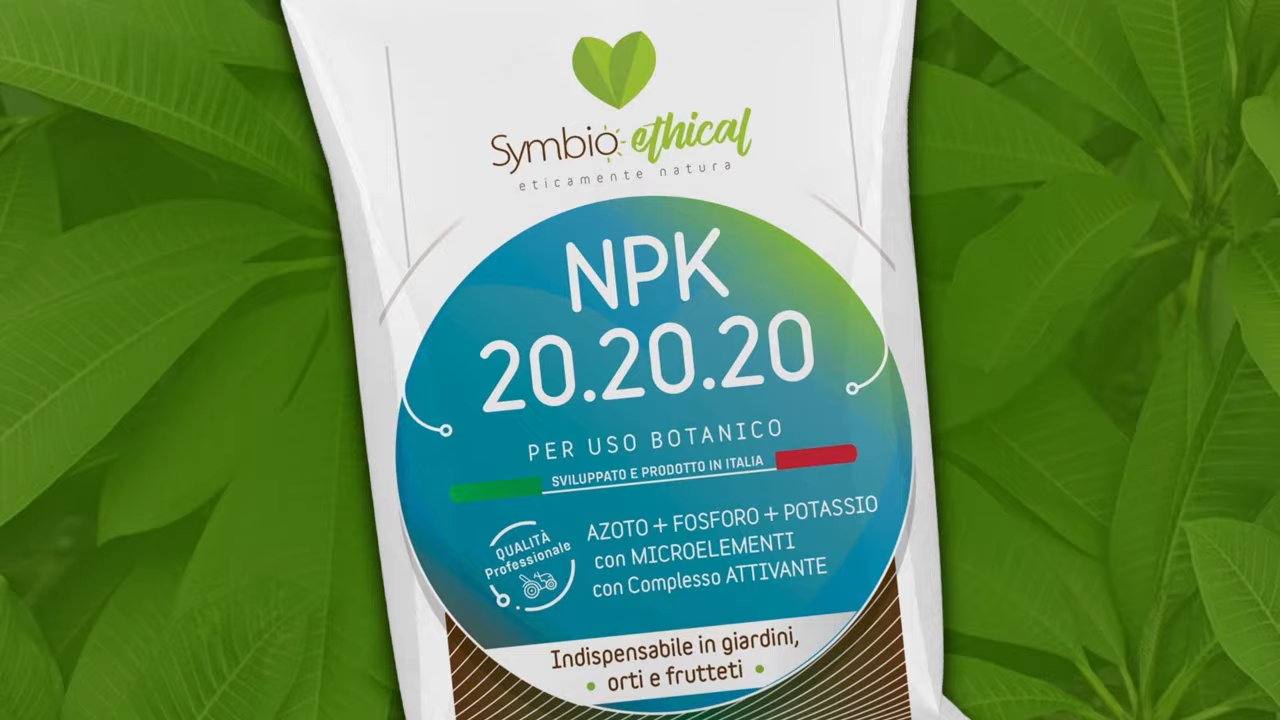 Symbio ethical
eticamente natura
NPK
20.20.20
PER USO BOTANICO
SVILUPPATO E PRODOTTO IN ITALIA
QUALITÀ
Professionale
AZOTO + FOSFORO + POTASSIO
con MICROELEMENTI
con Complesso ATTIVANTE
Indispensabile in giardini,
• orti e frutteti •